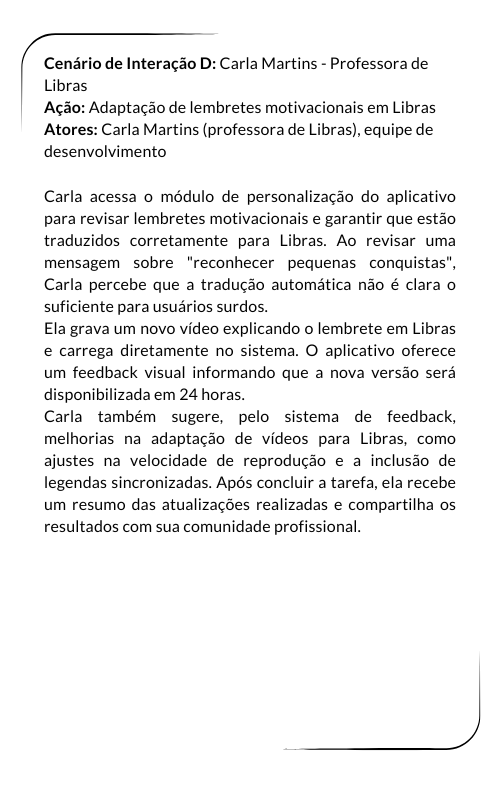 Cenário de Interação D: Carla Martins - Professora de
Libras
Ação: Adaptação de lembretes motivacionais em Libras
Atores: Carla Martins (professora de Libras), equipe de
desenvolvimento
Carla acessa o módulo de personalização do aplicativo
para revisar lembretes motivacionais e garantir que estão
traduzidos corretamente para Libras. Ao revisar uma
mensagem sobre "reconhecer pequenas conquistas",
Carla percebe que a tradução automática não é clara o
suficiente para usuários surdos.
Ela grava um novo vídeo explicando o lembrete em Libras
e carrega diretamente no sistema. O aplicativo oferece
um feedback visual informando que a nova versão será
disponibilizada em 24 horas.
Carla também sugere, pelo sistema de feedback,
melhorias na adaptação de vídeos para Libras, como
ajustes na velocidade de reprodução e a inclusão de
legendas sincronizadas. Após concluir a tarefa, ela recebe
um resumo das atualizações realizadas e compartilha os
resultados com sua comunidade profissional.